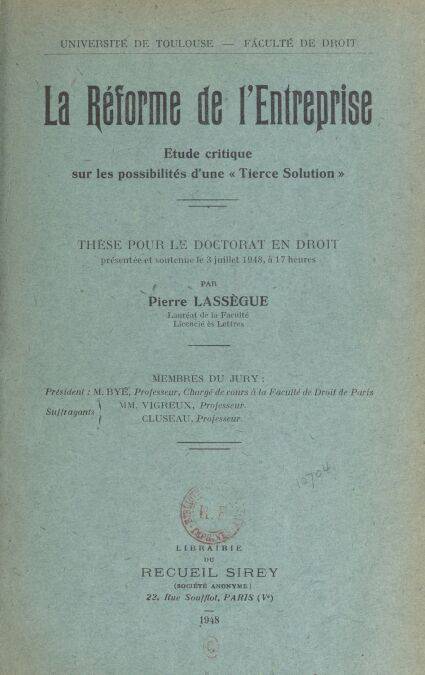 UNIVERSITÉ DE TOULOUSE — FACULTÉ DE DROIT
La Réforme de l'Entreprise
Etude critique
sur les possibilités d'une « Tierce Solution »
THÈSE POUR LE DOCTORAT EN DROIT
présentée et soutenue le 3 juillet 1948, à 17 heures
PAR
Pierre LASSÈGUE
Lauréat de la Faculté
Licencié ès Lettres
MEMBRES DU JURY :
Président : M. BYÉ, Professeur, Chargé de cours à la Faculté de Droit de Paris
Suffragants
MM. VIGREUX, Professeur.
CLUSEAU, Professeur.
R F
LIBRAIRIE
DU
RECUEIL SIREY
(SOCIÉTÉ ANONYME)
22, Rue Soufflot, PARIS (Vᵉ)
1948